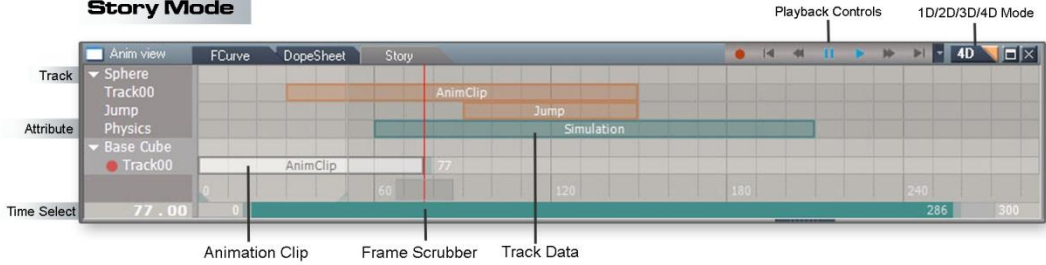 Story Mode
Playback Controls
1D/2D/3D/4D Mode
Anim view
FCurve
DopeSheet
Story
4D
Track
Sphere
Track00
AnimClip
Jump
Jump
Attribute
Physics
Simulation
Base Cube
Track00
AnimClip
77
0
60
120
180
240
Time Select
77.00
0
286
300
Animation Clip
Frame Scrubber
Track Data